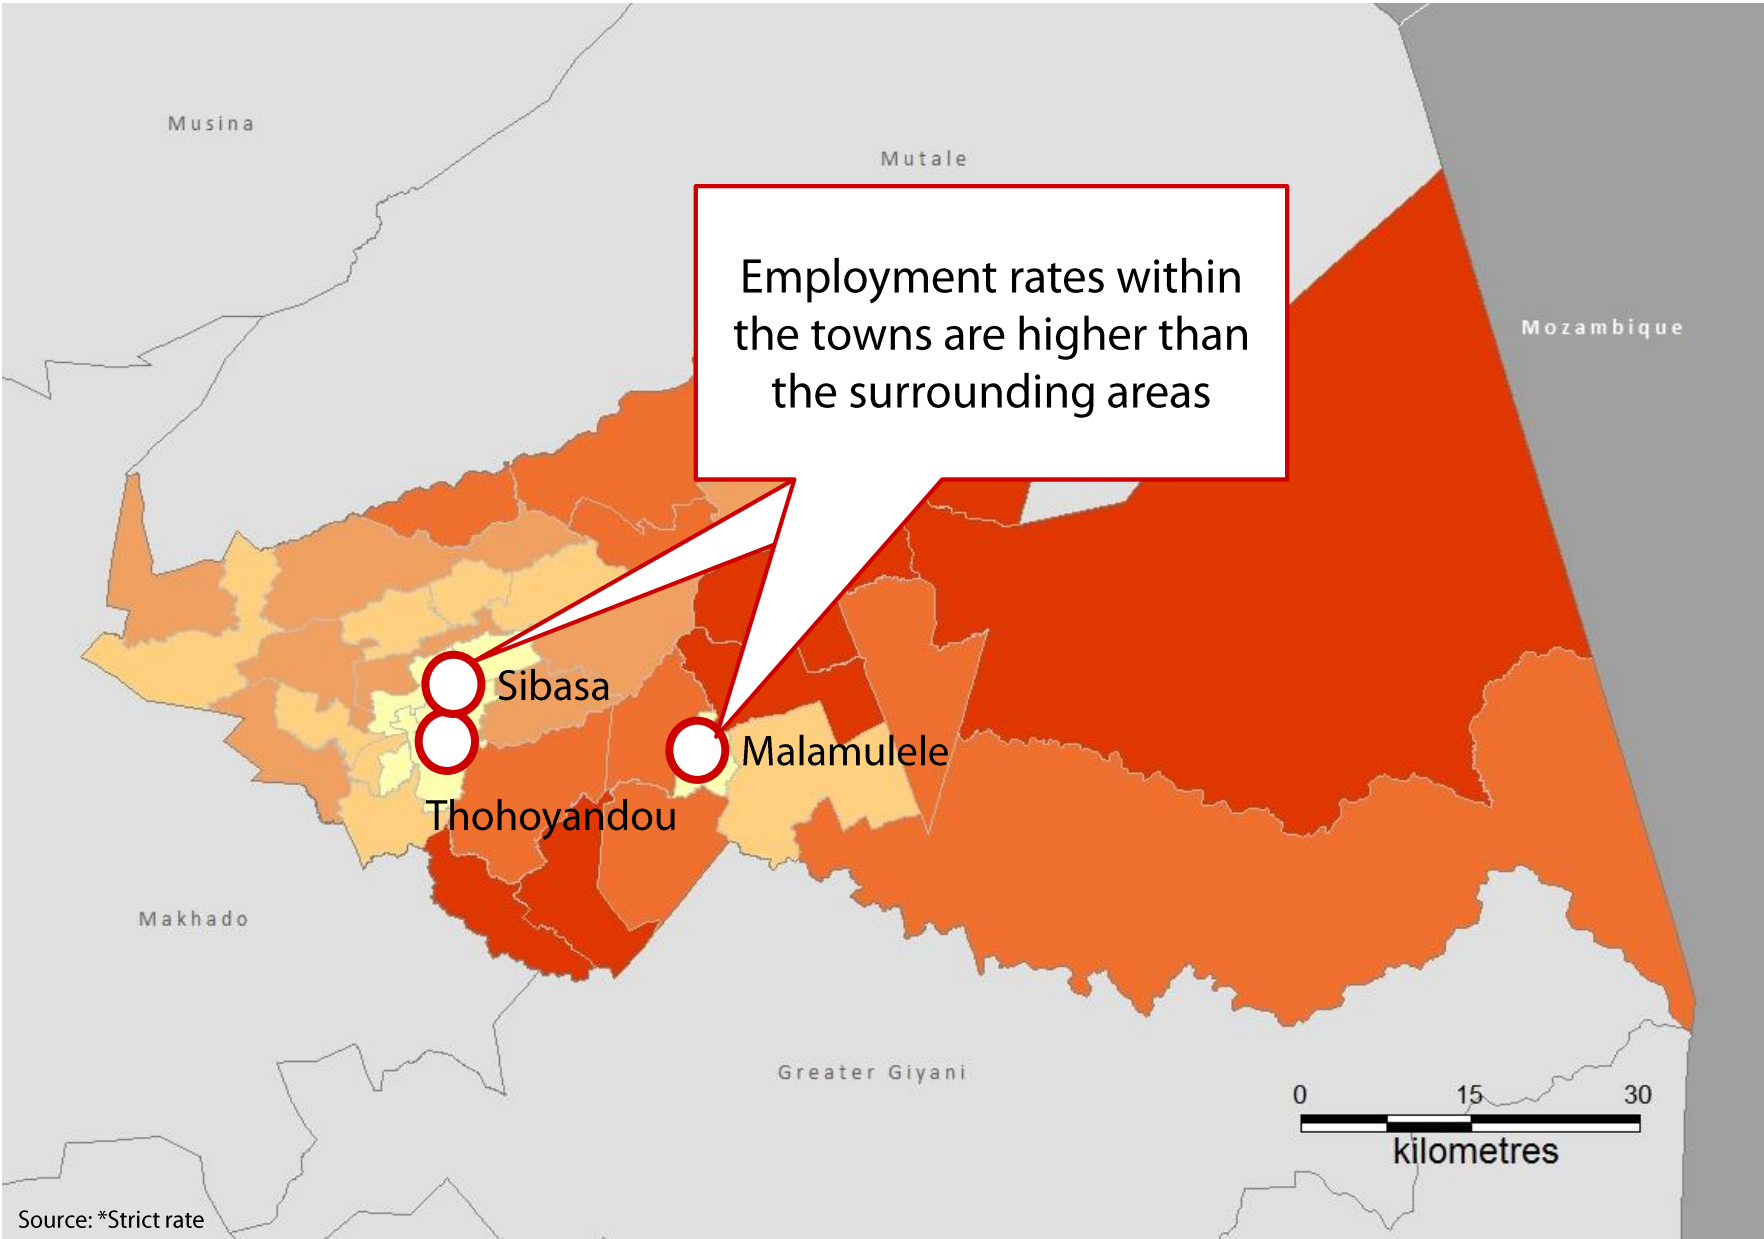 Musina
Mutale
Employment rates within
the towns are higher than
the surrounding areas
Mozambique
Sibasa
Malamulele
Thohoyandou
Makhado
Greater Giyani
0 15 30
kilometres
Source: *Strict rate